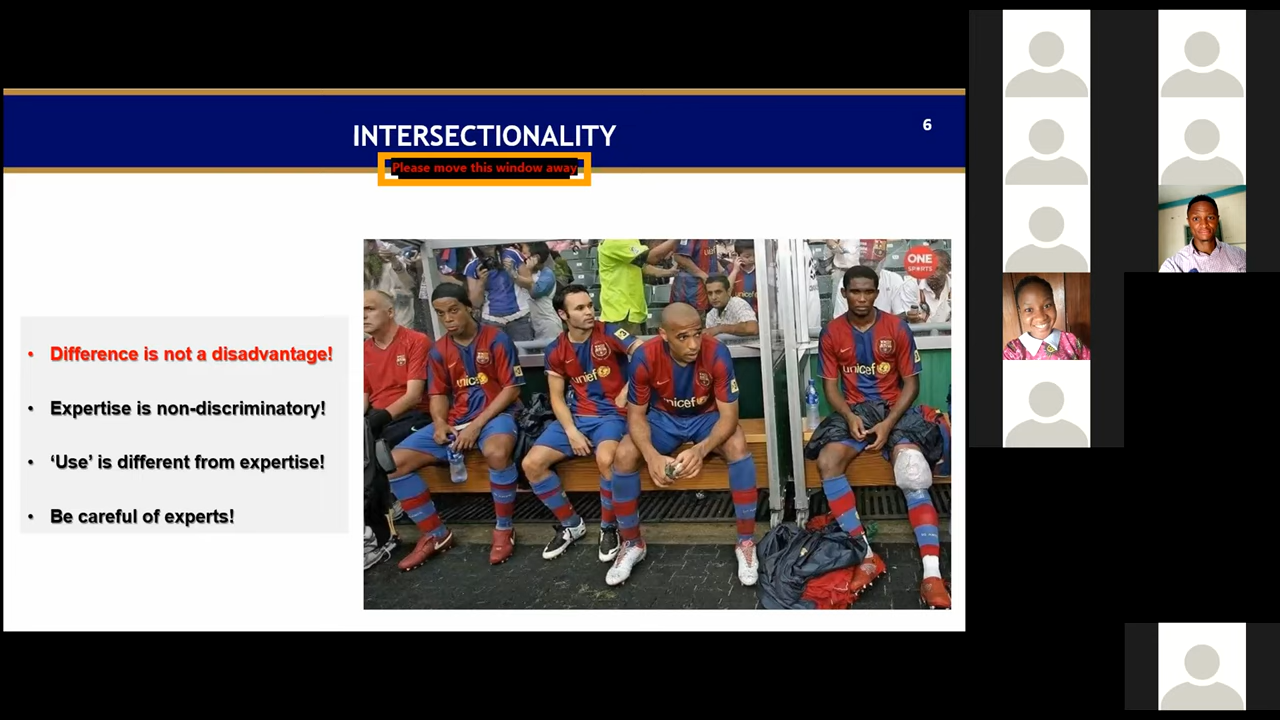 INTERSECTIONALITY
6
Please move this window away
• Difference is not a disadvantage!
• Expertise is non-discriminatory!
• ‘Use’ is different from expertise!
• Be careful of experts!
ONE
SPORTS
unicef
unicef
unicef
unicef